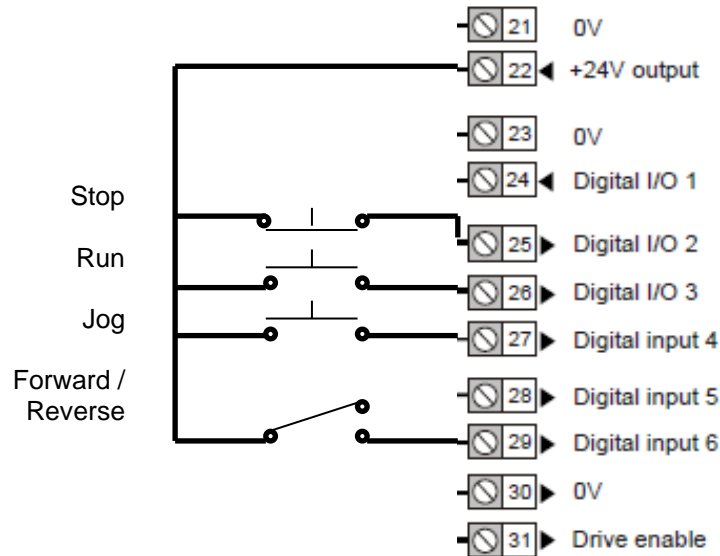 21 0V
22 +24V output
23 0V
24 Digital I/O 1
Stop
25 Digital I/O 2
Run
26 Digital I/O 3
Jog
27 Digital input 4
Forward /
Reverse
28 Digital input 5
29 Digital input 6
30 0V
31 Drive enable